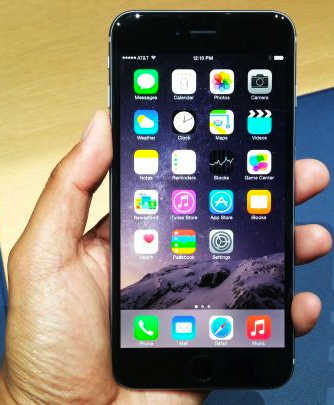 AT&T 12:10 PM
Messages Calendar Photos Camera
Weather Clock Maps Videos
Notes Reminders Stocks Game Center
Newsstand iTunes Store App Store iBooks
Health Passbook Settings
Phone Mail Safari Music